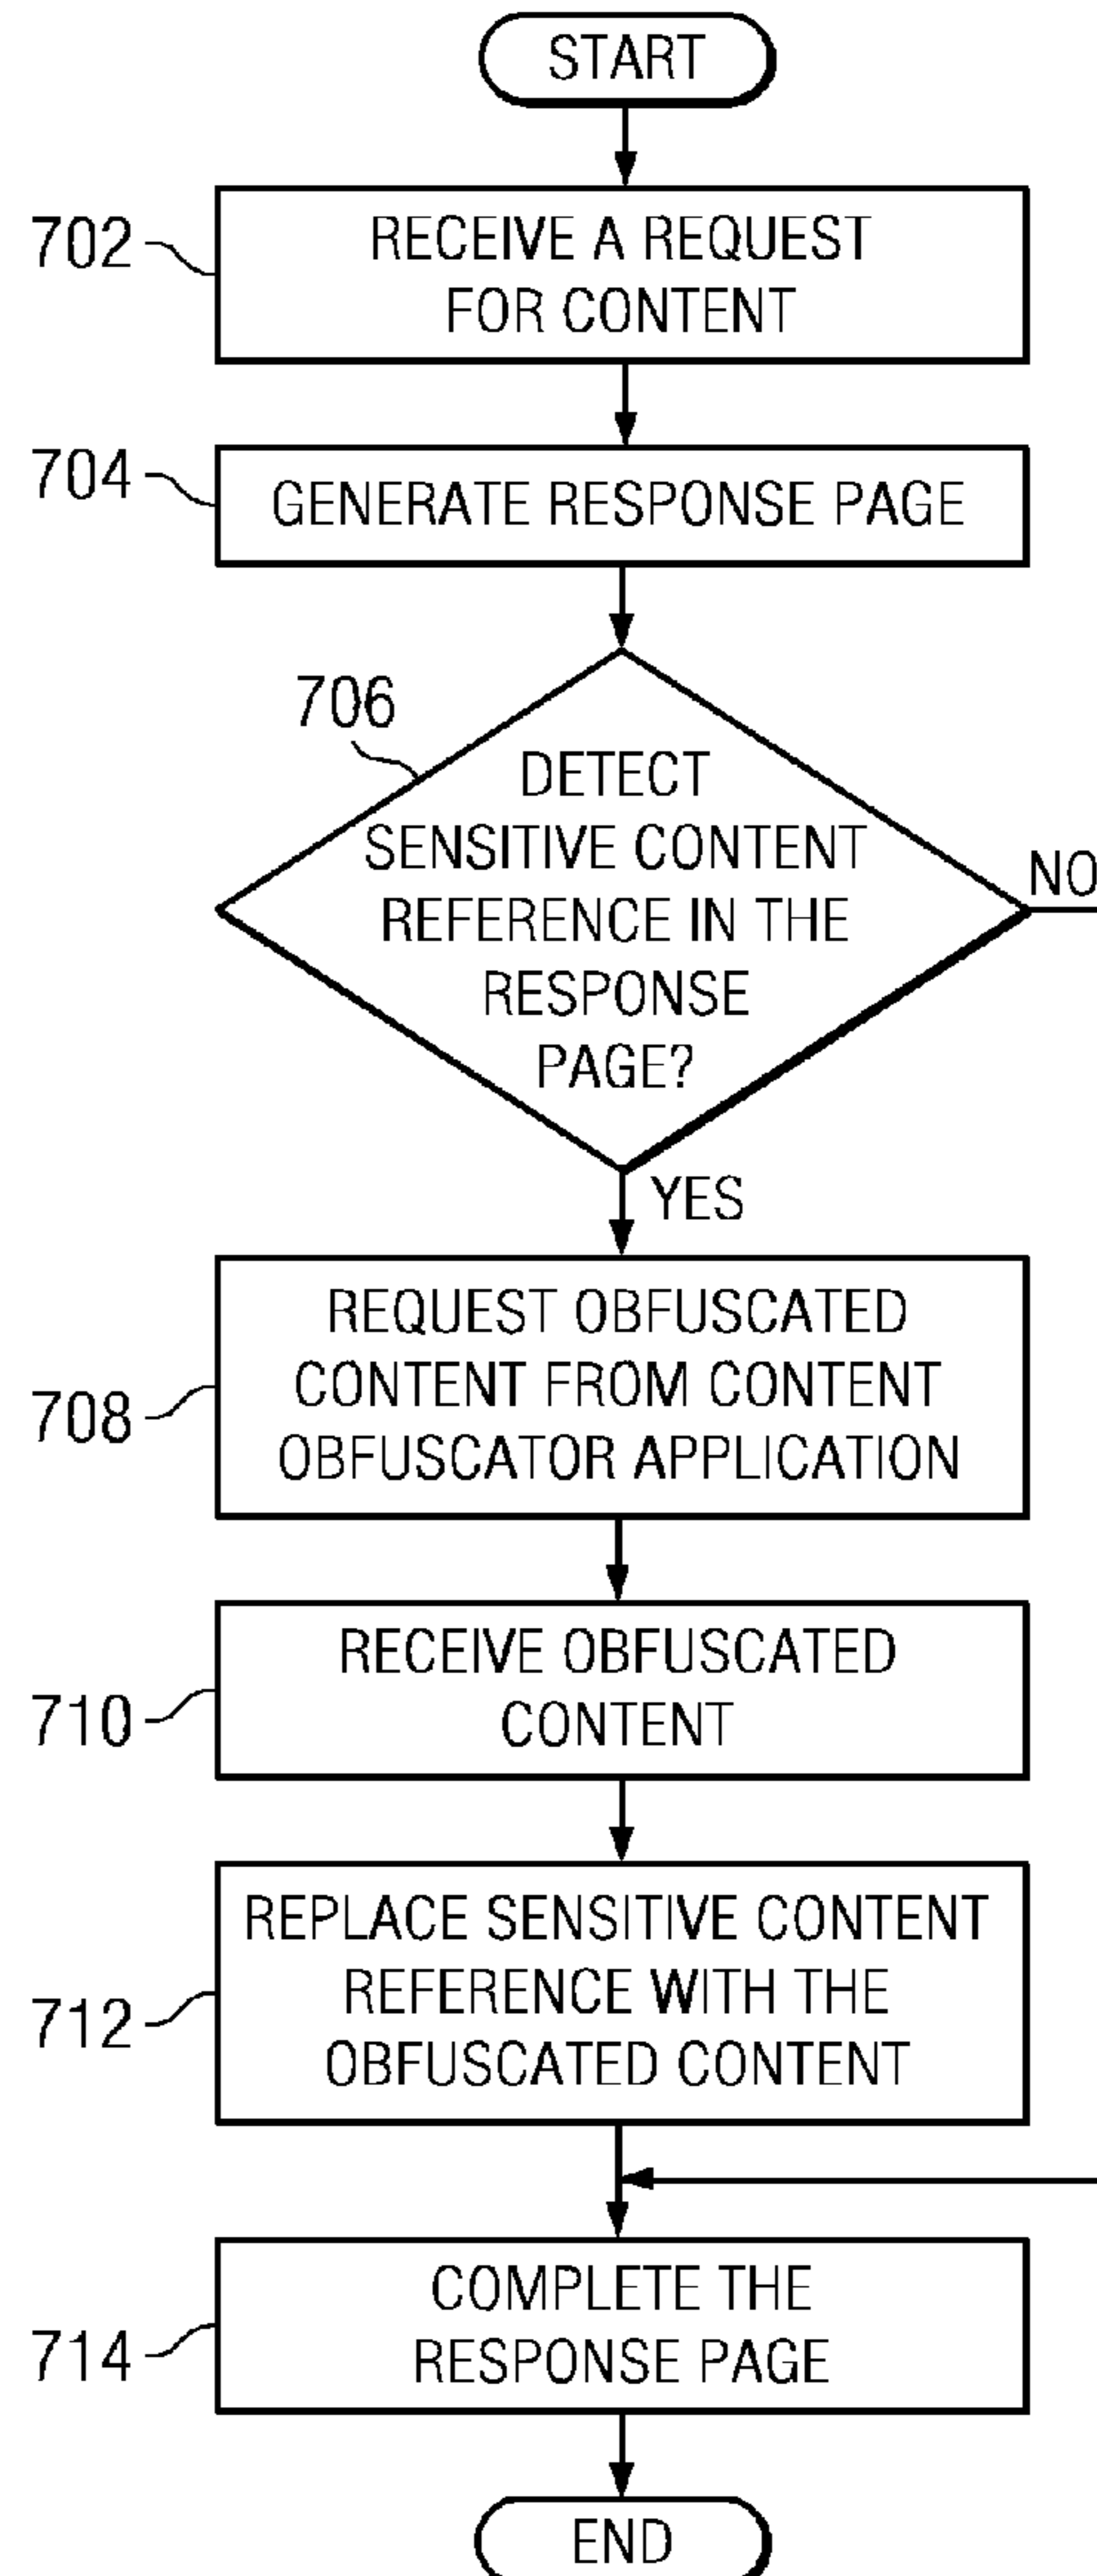 START
702
RECEIVE A REQUEST
FOR CONTENT
704
GENERATE RESPONSE PAGE
706
DETECT
SENSITIVE CONTENT
REFERENCE IN THE
RESPONSE
PAGE?
NO
YES
708
REQUEST OBFUSCATED
CONTENT FROM CONTENT
OBFUSCATOR APPLICATION
710
RECEIVE OBFUSCATED
CONTENT
712
REPLACE SENSITIVE CONTENT
REFERENCE WITH THE
OBFUSCATED CONTENT
714
COMPLETE THE
RESPONSE PAGE
END